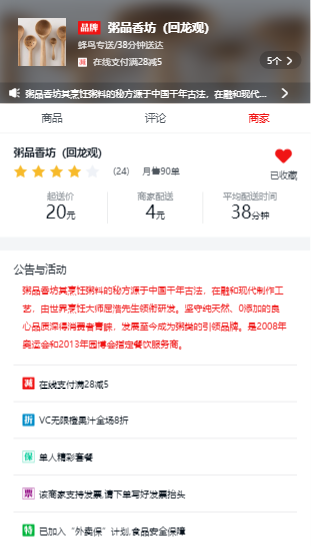 品牌 粥品香坊（回龙观）
蜂鸟专送/38分钟送达
减 在线支付满28减5
5个
粥品香坊其烹饪粥料的秘方源于中国千年古法，在融和现代...
商品 评论 商家
粥品香坊（回龙观）
(24) 月售90单
已收藏
起送价 商家配送 平均配送时间
20元 4元 38分钟
公告与活动
粥品香坊其烹饪粥料的秘方源于中国千年古法，在融和现代制作工
艺，由世界烹饪大师屈浩先生领衔研发。坚守纯天然、0添加的良
心品质深得消费者青睐，发展至今成为粥类的引领品牌。是2008年
奥运会和2013年园博会指定餐饮服务商。
减 在线支付满28减5
折 VC无限橙果汁全场8折
保 单人精彩套餐
票 该商家支持发票,请下单写好发票抬头
特 已加入“外卖保”计划,食品安全保障